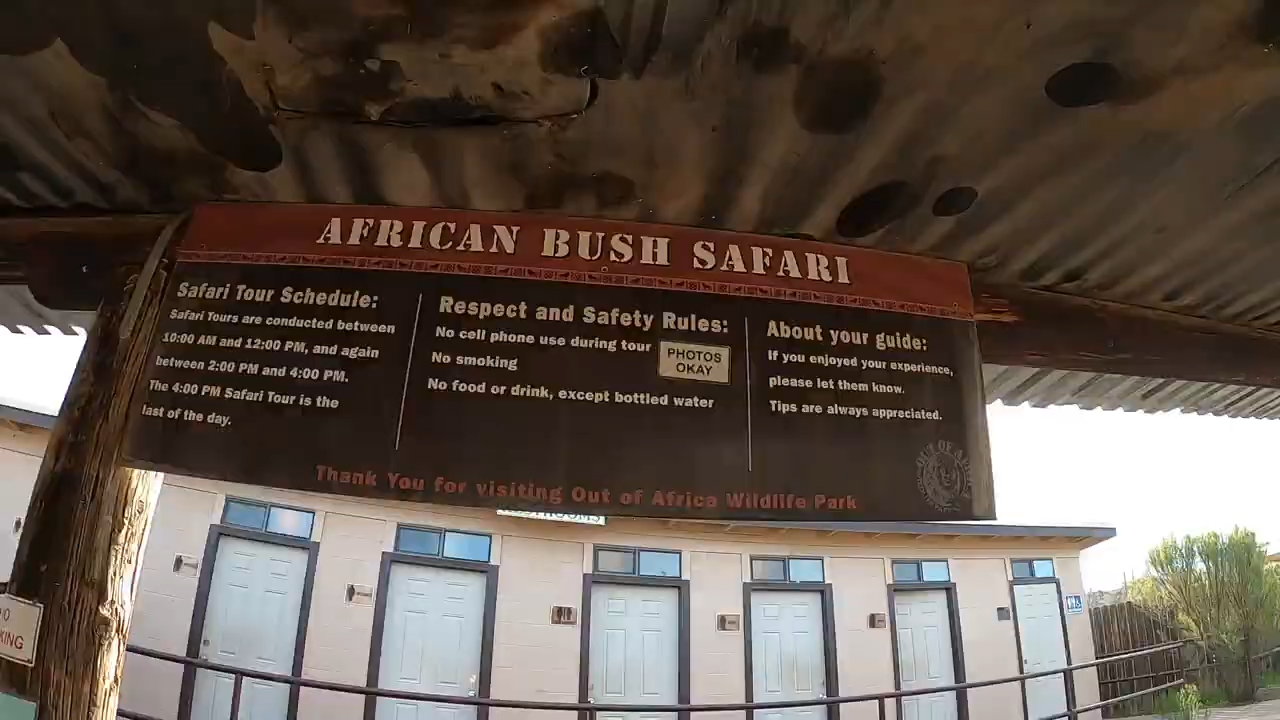 AFRICAN BUSH SAFARI
Safari Tour Schedule:
Safari Tours are conducted between
10:00 AM and 12:00 PM, and again
between 2:00 PM and 4:00 PM.
The 4:00 PM Safari Tour is the
last of the day.
Respect and Safety Rules:
No cell phone use during tour
PHOTOS
OKAY
No smoking
No food or drink, except bottled water
About your guide:
If you enjoyed your experience,
please let them know.
Tips are always appreciated.
OUT OF AFRICA
Thank You for visiting Out of Africa Wildlife Park